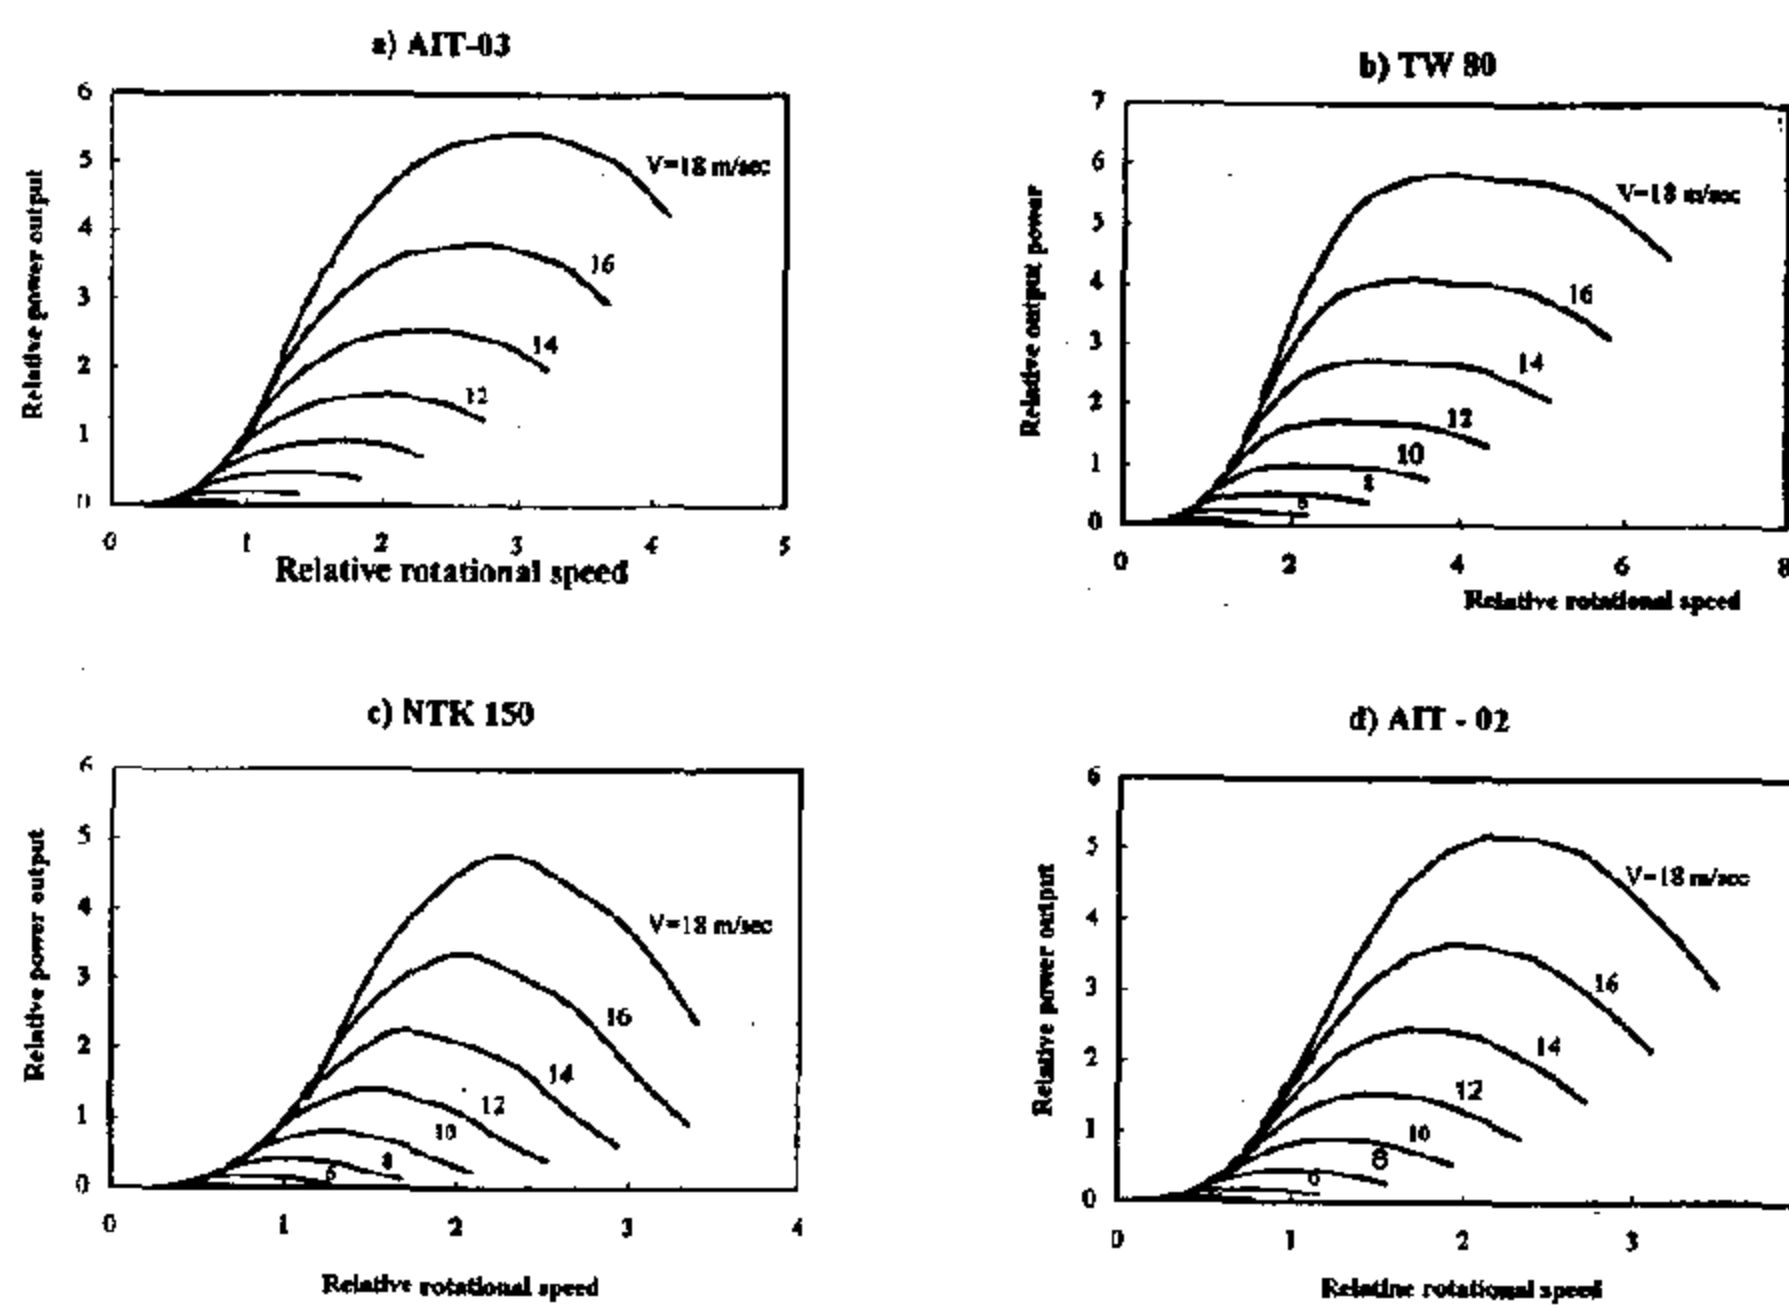 a) AIT-03
6
5
4
3
2
1
0
0 1 2 3 4 5
V=18 m/sec
16
14
12
Relative power output
Relative rotational speed
b) TW 80
7
6
5
4
3
2
1
0
0 2 4 6 8
V=18 m/sec
16
14
12
10
8
6
Relative output power
Relative rotational speed
c) NTK 150
6
5
4
3
2
1
0
0 1 2 3 4
V=18 m/sec
16
14
12
10
8
6
Relative power output
Relative rotational speed
d) AIT - 02
6
5
4
3
2
1
0
0 1 2 3
V=18 m/sec
16
14
12
10
8
6
Relative power output
Relatine rotational speed